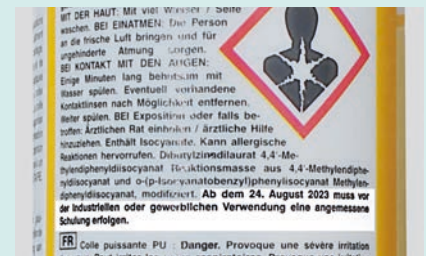 MIT DER HAUT: Mit viel Wasser / Seife
waschen. BEI EINATMEN: Die Person
an die frische Luft bringen und für
ungehinderte Atmung sorgen.
BEI KONTAKT MIT DEN AUGEN:
Einige Minuten lang behutsam mit
Wasser spülen. Eventuell vorhandene
Kontaktlinsen nach Möglichkeit entfernen.
Weiter spülen. BEI Exposition oder falls be-
troffen: Ärztlichen Rat einholen / ärztliche Hilfe
hinzuziehen. Enthält Isocyanate. Kann allergische
Reaktionen hervorrufen. Dibutylzinndilaurat 4,4'-Me-
thylendiphenyldiisocyanat Reaktionsmasse aus 4,4'-Methylendiphe-
nyldiisocyanat und o-(p-Isocyanatobenzyl)phenylisocyanat Methylen-
diphenyldiisocyanat, modifiziert. Ab dem 24. August 2023 muss vor
der industriellen oder gewerblichen Verwendung eine angemessene
Schulung erfolgen.
FR Colle puissante PU : Danger. Provoque une sévère irritation